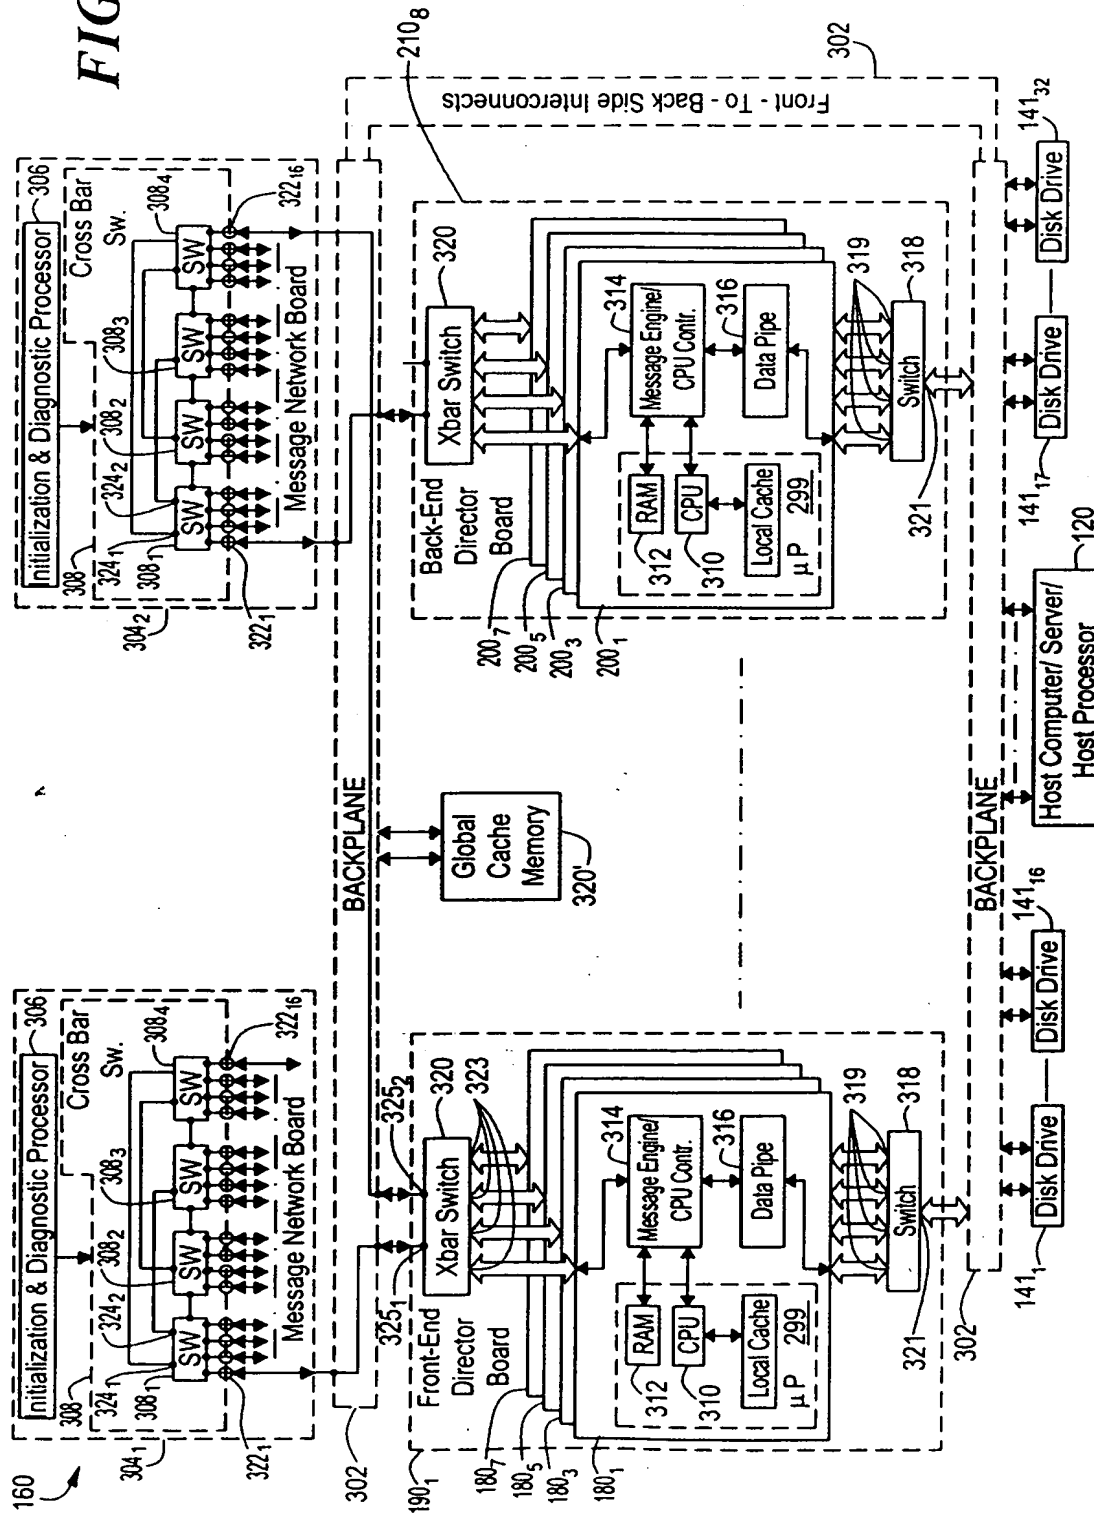 FIG
160
304₁
Initialization & Diagnostic Processor
306
Cross Bar
Sw.
308
324₁
324₂
308₁
308₂
308₃
308₄
SW
SW
SW
SW
322₁
322₁₆
Message Network Board
304₂
Initialization & Diagnostic Processor
306
Cross Bar
Sw.
308
324₁
324₂
308₁
308₂
308₃
308₄
SW
SW
SW
SW
322₁
322₁₆
Message Network Board
302
BACKPLANE
Front - To - Back Side Interconnects
302
Global
Cache
Memory
320'
190₁
Front-End
Director
Board
325₁
325₂
Xbar Switch
320
323
180₇
180₅
180₃
180₁
Message Engine/
CPU Contr.
314
316
Data Pipe
RAM
312
CPU
310
Local Cache
μP
299
319
318
Switch
321
210₈
Back-End
Director
Board
Xbar Switch
320
200₇
200₅
200₃
200₁
Message Engine/
CPU Contr.
314
316
Data Pipe
RAM
312
CPU
310
Local Cache
μP
299
319
318
Switch
321
302
BACKPLANE
141₁
Disk Drive
Disk Drive
141₁₆
Host Computer/ Server/
Host Processor
120
141₁₇
Disk Drive
Disk Drive
141₃₂